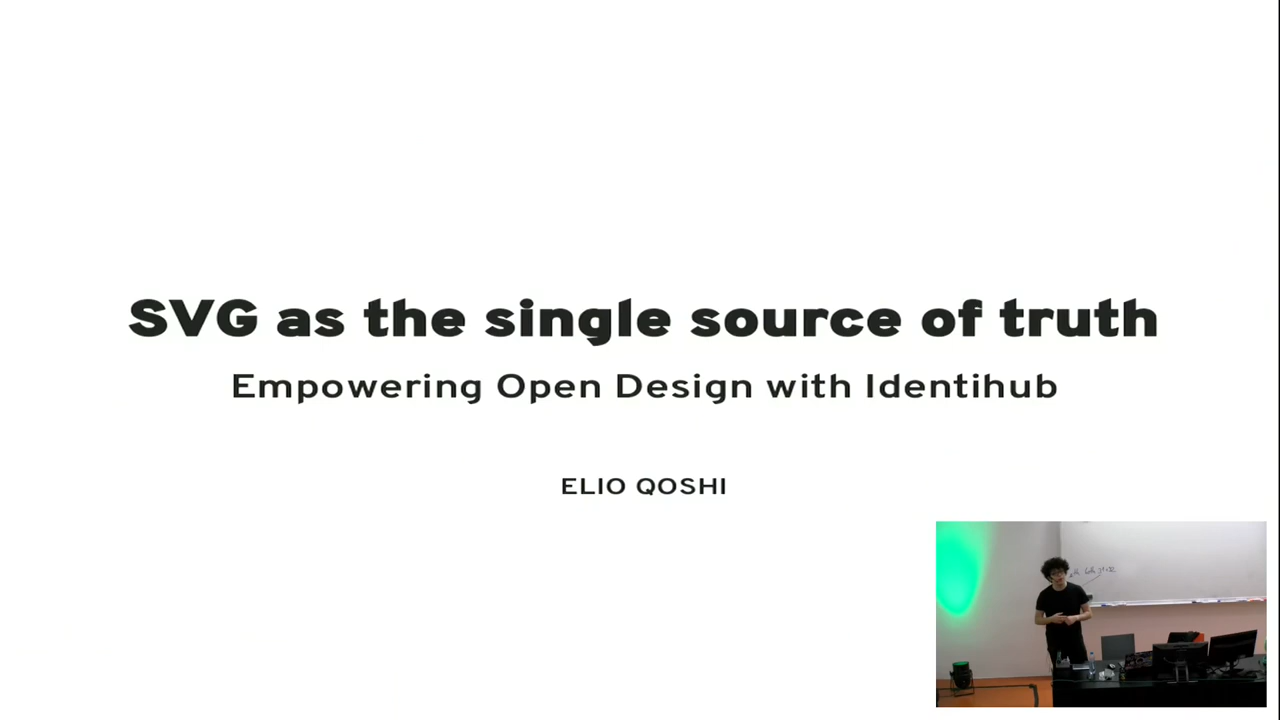 SVG as the single source of truth
Empowering Open Design with Identihub
ELIO QOSHI